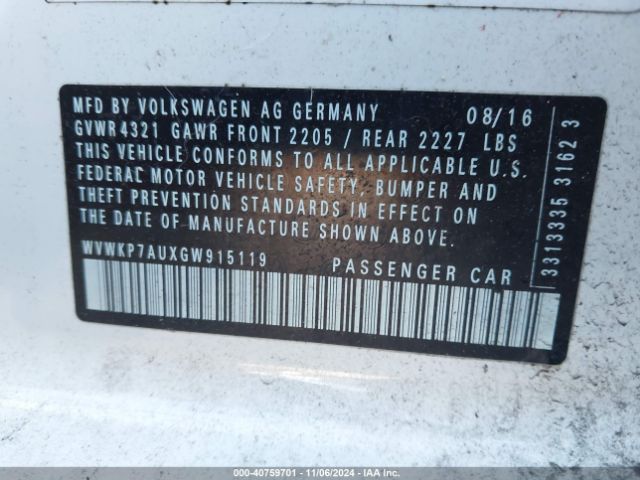 MFD BY VOLKSWAGEN AG GERMANY 08/16
GVWR 4321 GAWR FRONT 2205 / REAR 2227 LBS
THIS VEHICLE CONFORMS TO ALL APPLICABLE U.S.
FEDERAL MOTOR VEHICLE SAFETY, BUMPER AND
THEFT PREVENTION STANDARDS IN EFFECT ON
THE DATE OF MANUFACTURE SHOWN ABOVE.
WVWKP7AUXGW915119 PASSENGER CAR
3313335 3162 3
000-40759701 - 11/06/2024 - IAA Inc.